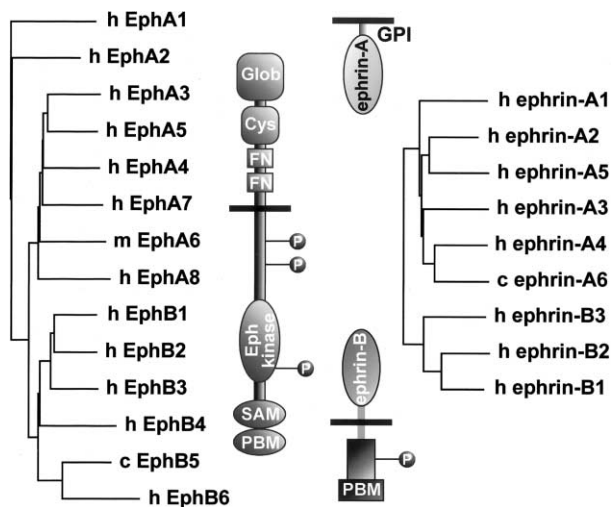 h EphA1
h EphA2
h EphA3
h EphA5
h EphA4
h EphA7
m EphA6
h EphA8
h EphB1
h EphB2
h EphB3
h EphB4
c EphB5
h EphB6
Glob
Cys
FN
FN
P
P
Eph
kinase
P
SAM
PBM
GPI
ephrin-A
ephrin-B
P
PBM
h ephrin-A1
h ephrin-A2
h ephrin-A5
h ephrin-A3
h ephrin-A4
c ephrin-A6
h ephrin-B3
h ephrin-B2
h ephrin-B1